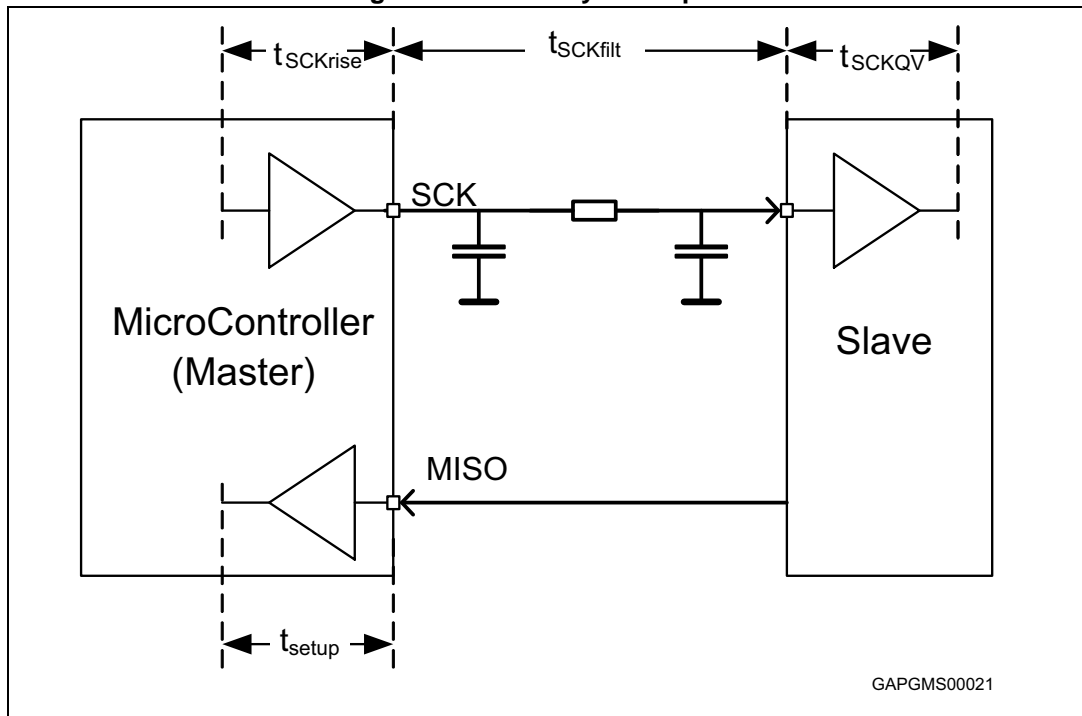 tSCKrise
tSCKfilt
tSCKQV
SCK
MicroController
(Master)
Slave
MISO
tsetup
GAPGMS00021